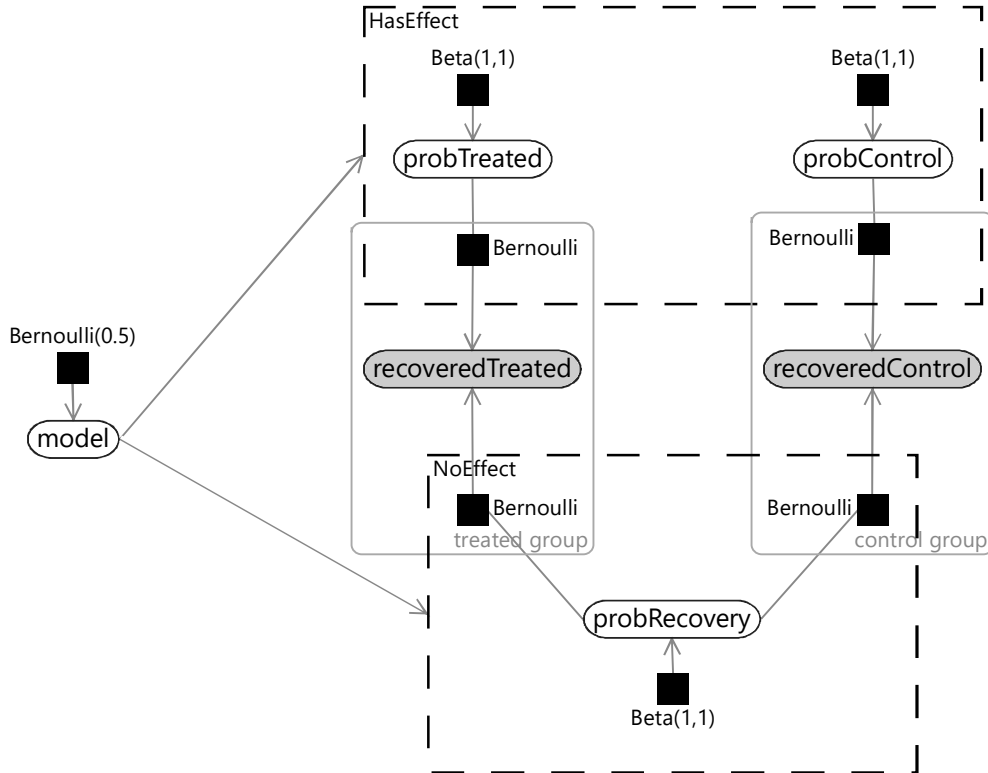 HasEffect
Beta(1,1)
Beta(1,1)
probTreated
probControl
Bernoulli
Bernoulli
Bernoulli(0.5)
recoveredTreated
recoveredControl
model
NoEffect
Bernoulli
Bernoulli
treated group
control group
probRecovery
Beta(1,1)